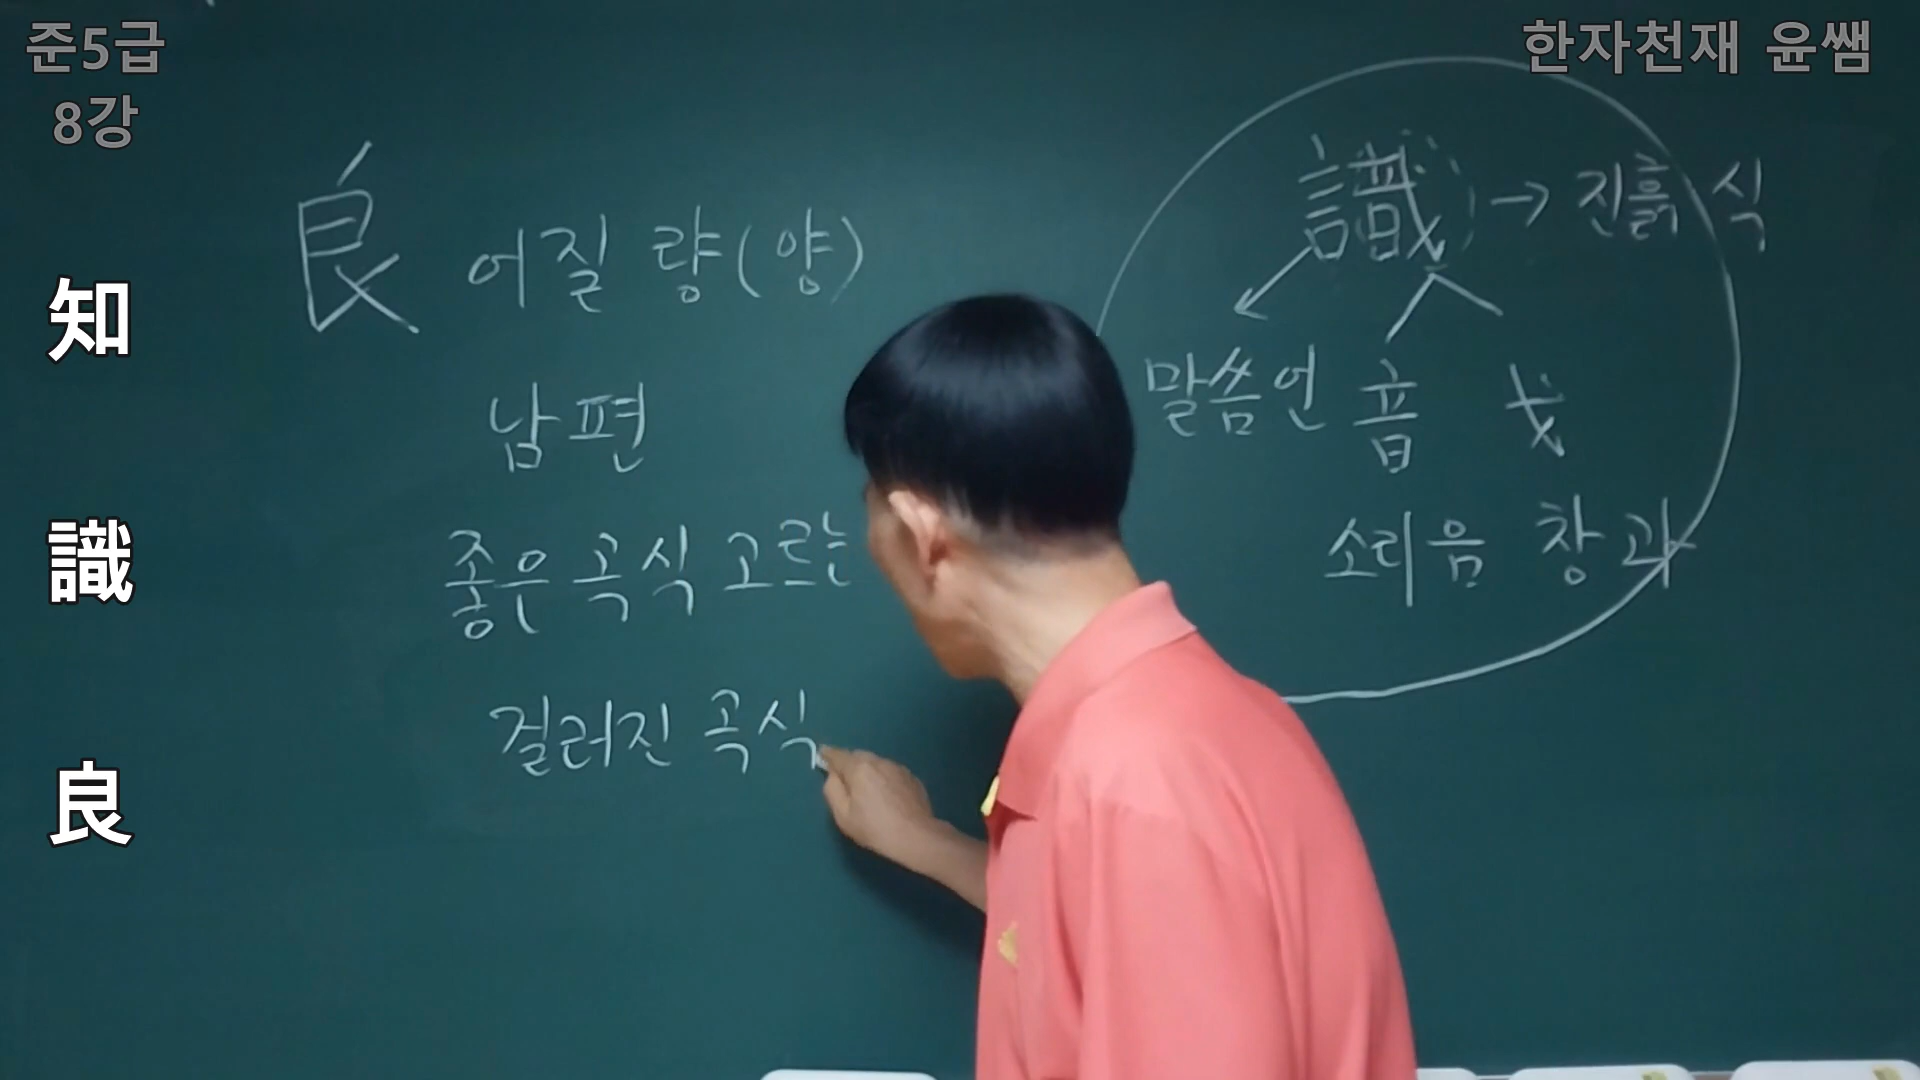 준5급
8강
한자천재 윤쌤
知
識
良
良 어질 량(양)
남편
좋은 곡식 고르는
걸러진 곡식
識 → 진흙 식
말씀언 音 戈
소리음 창과